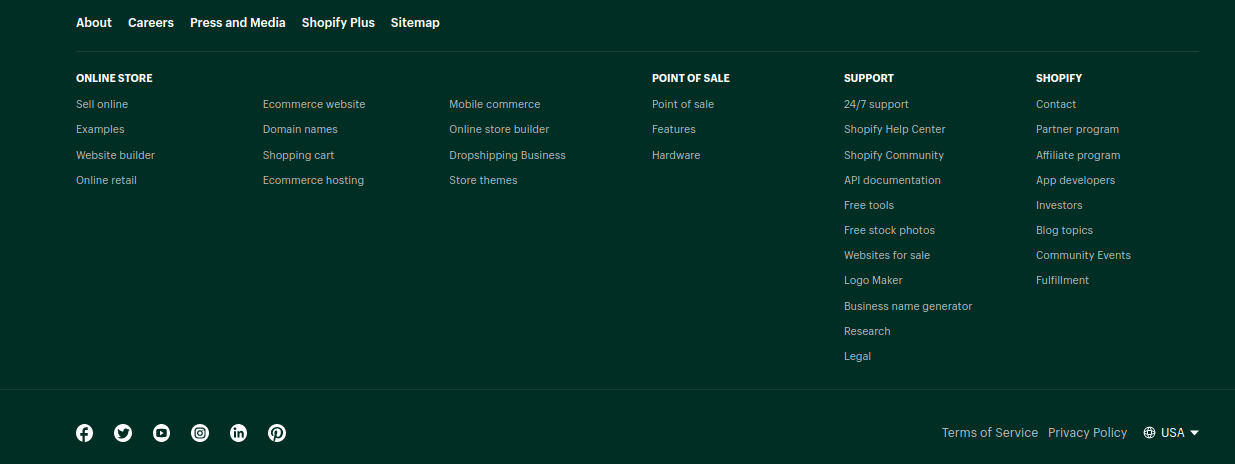 About Careers Press and Media Shopify Plus Sitemap
ONLINE STORE
Sell online
Examples
Website builder
Online retail
Ecommerce website
Domain names
Shopping cart
Ecommerce hosting
Mobile commerce
Online store builder
Dropshipping Business
Store themes
POINT OF SALE
Point of sale
Features
Hardware
SUPPORT
24/7 support
Shopify Help Center
Shopify Community
API documentation
Free tools
Free stock photos
Websites for sale
Logo Maker
Business name generator
Research
Legal
SHOPIFY
Contact
Partner program
Affiliate program
App developers
Investors
Blog topics
Community Events
Fulfillment
Terms of Service Privacy Policy USA